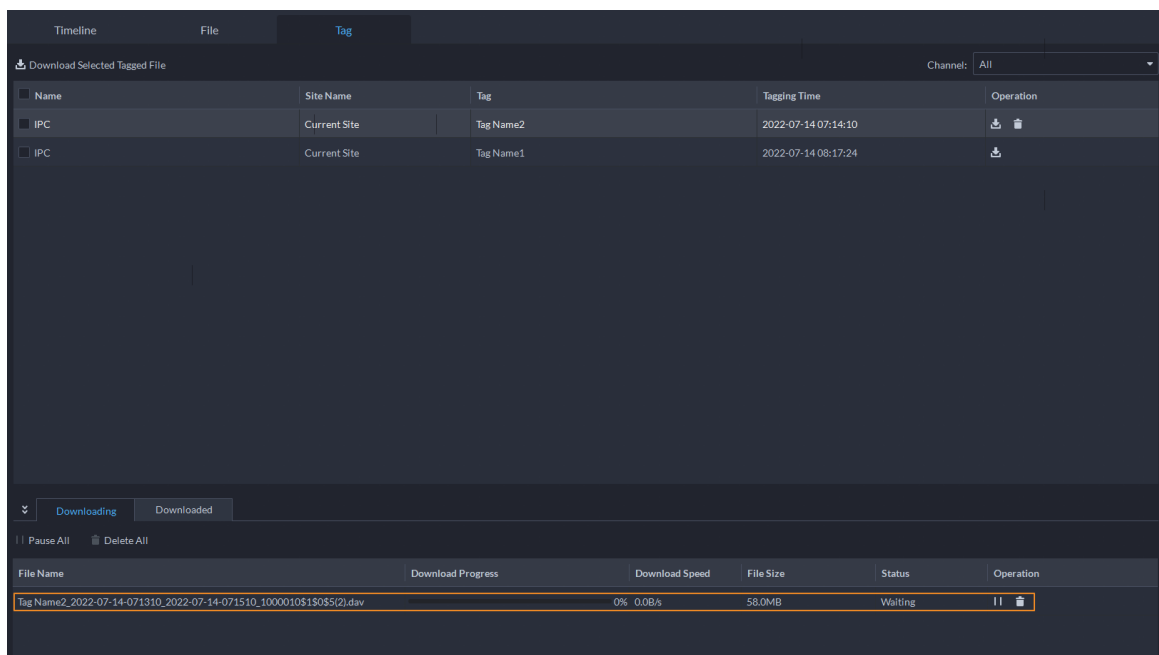 Timeline File Tag
Download Selected Tagged File Channel: All
Name Site Name Tag Tagging Time Operation
IPC Current Site Tag Name2 2022-07-14 07:14:10
IPC Current Site Tag Name1 2022-07-14 08:17:24
Downloading Downloaded
Pause All Delete All
File Name Download Progress Download Speed File Size Status Operation
Tag Name2_2022-07-14-071310_2022-07-14-071510_1000010$1$0$5(2).dav 0% 0.0B/s 58.0MB Waiting